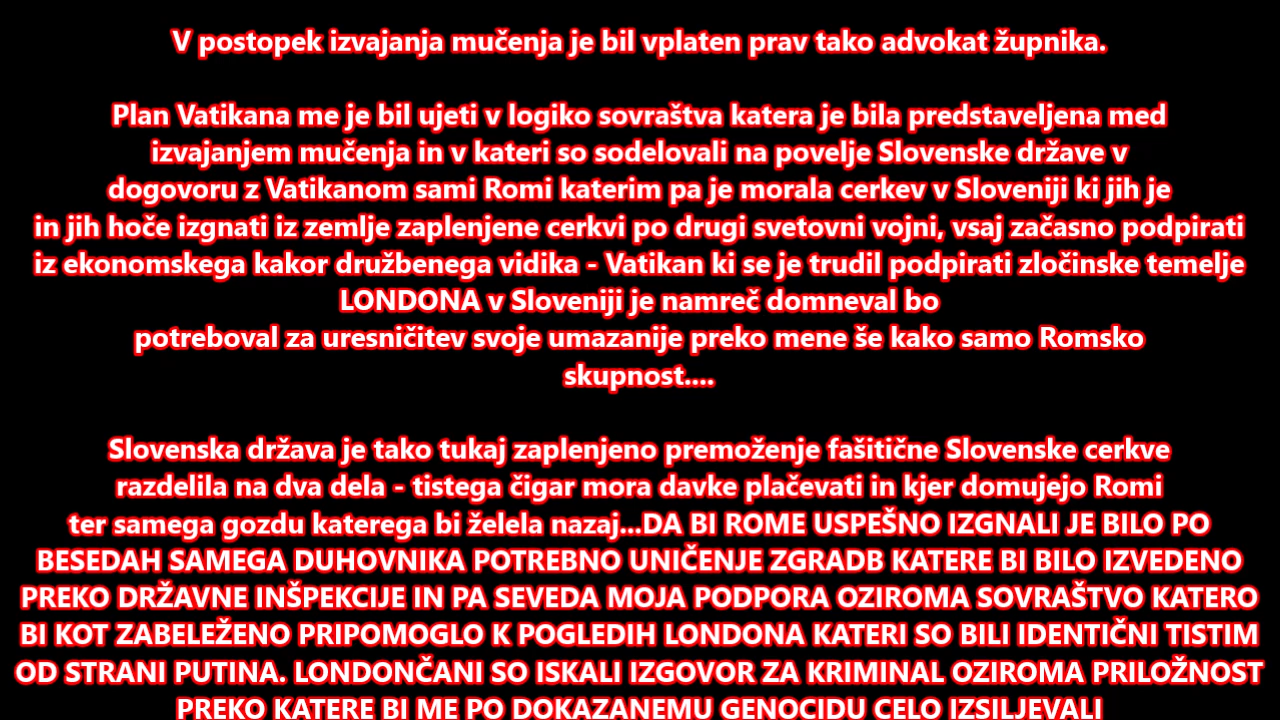 V postopek izvajanja mučenja je bil vplaten prav tako advokat župnika.
Plan Vatikana me je bil ujeti v logiko sovraštva katera je bila predstaveljena med
izvajanjem mučenja in v kateri so sodelovali na povelje Slovenske države v
dogovoru z Vatikanom sami Romi katerim pa je morala cerkev v Sloveniji ki jih je
in jih hoče izgnati iz zemlje zaplenjene cerkvi po drugi svetovni vojni, vsaj začasno podpirati
iz ekonomskega kakor družbenega vidika - Vatikan ki se je trudil podpirati zločinske temelje
LONDONA v Sloveniji je namreč domneval bo
potreboval za uresničitev svoje umazanije preko mene še kako samo Romsko
skupnost....
Slovenska država je tako tukaj zaplenjeno premoženje fašitične Slovenske cerkve
razdelila na dva dela - tistega čigar mora davke plačevati in kjer domujejo Romi
ter samega gozdu katerega bi želela nazaj...DA BI ROME USPEŠNO IZGNALI JE BILO PO
BESEDAH SAMEGA DUHOVNIKA POTREBNO UNIČENJE ZGRADB KATERE BI BILO IZVEDENO
PREKO DRŽAVNE INŠPEKCIJE IN PA SEVEDA MOJA PODPORA OZIROMA SOVRAŠTVO KATERO
BI KOT ZABELEŽENO PRIPOMOGLO K POGLEDIH LONDONA KATERI SO BILI IDENTIČNI TISTIM
OD STRANI PUTINA. LONDONČANI SO ISKALI IZGOVOR ZA KRIMINAL OZIROMA PRILOŽNOST
PREKO KATERE BI ME PO DOKAZANEMU GENOCIDU CELO IZSILJEVALI